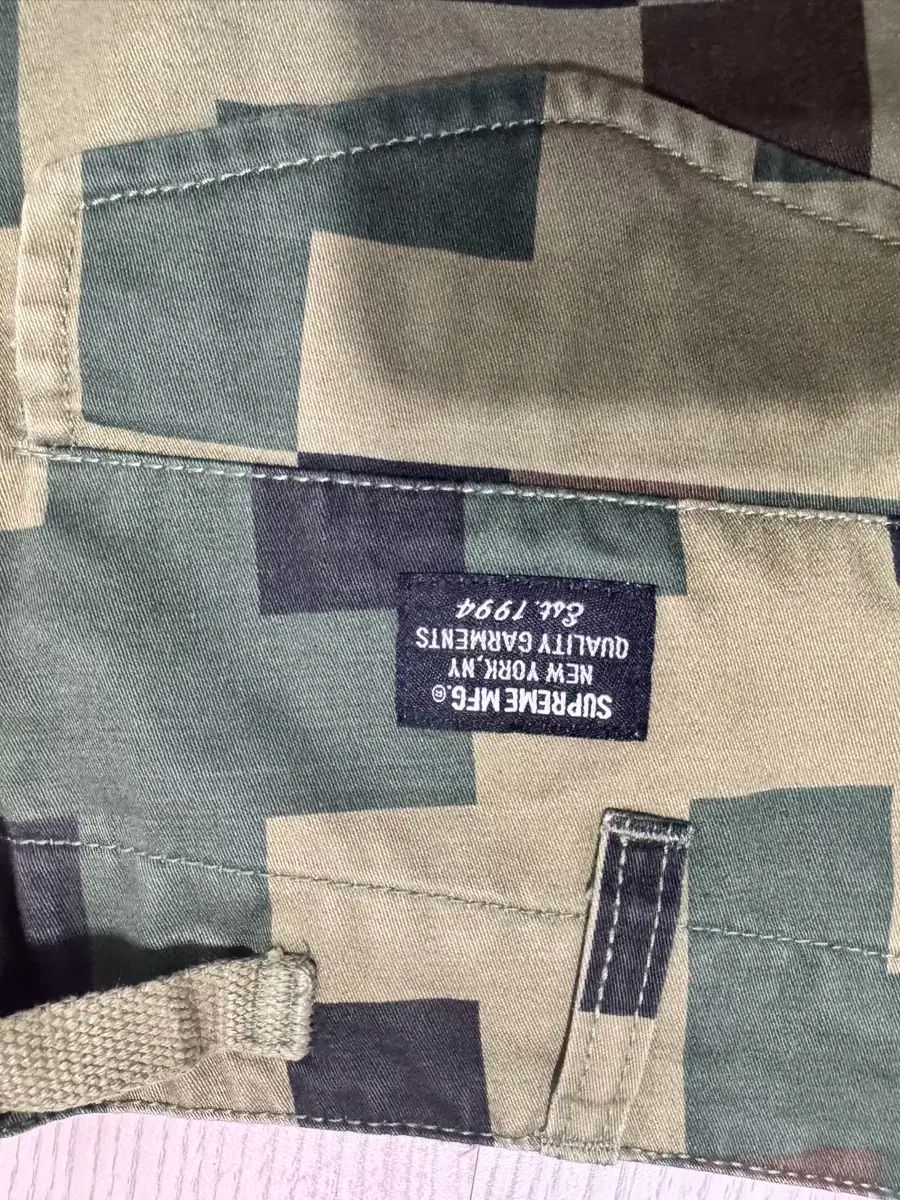 SUPREME MFG.®
NEW YORK, NY
QUALITY GARMENTS
Est. 1994